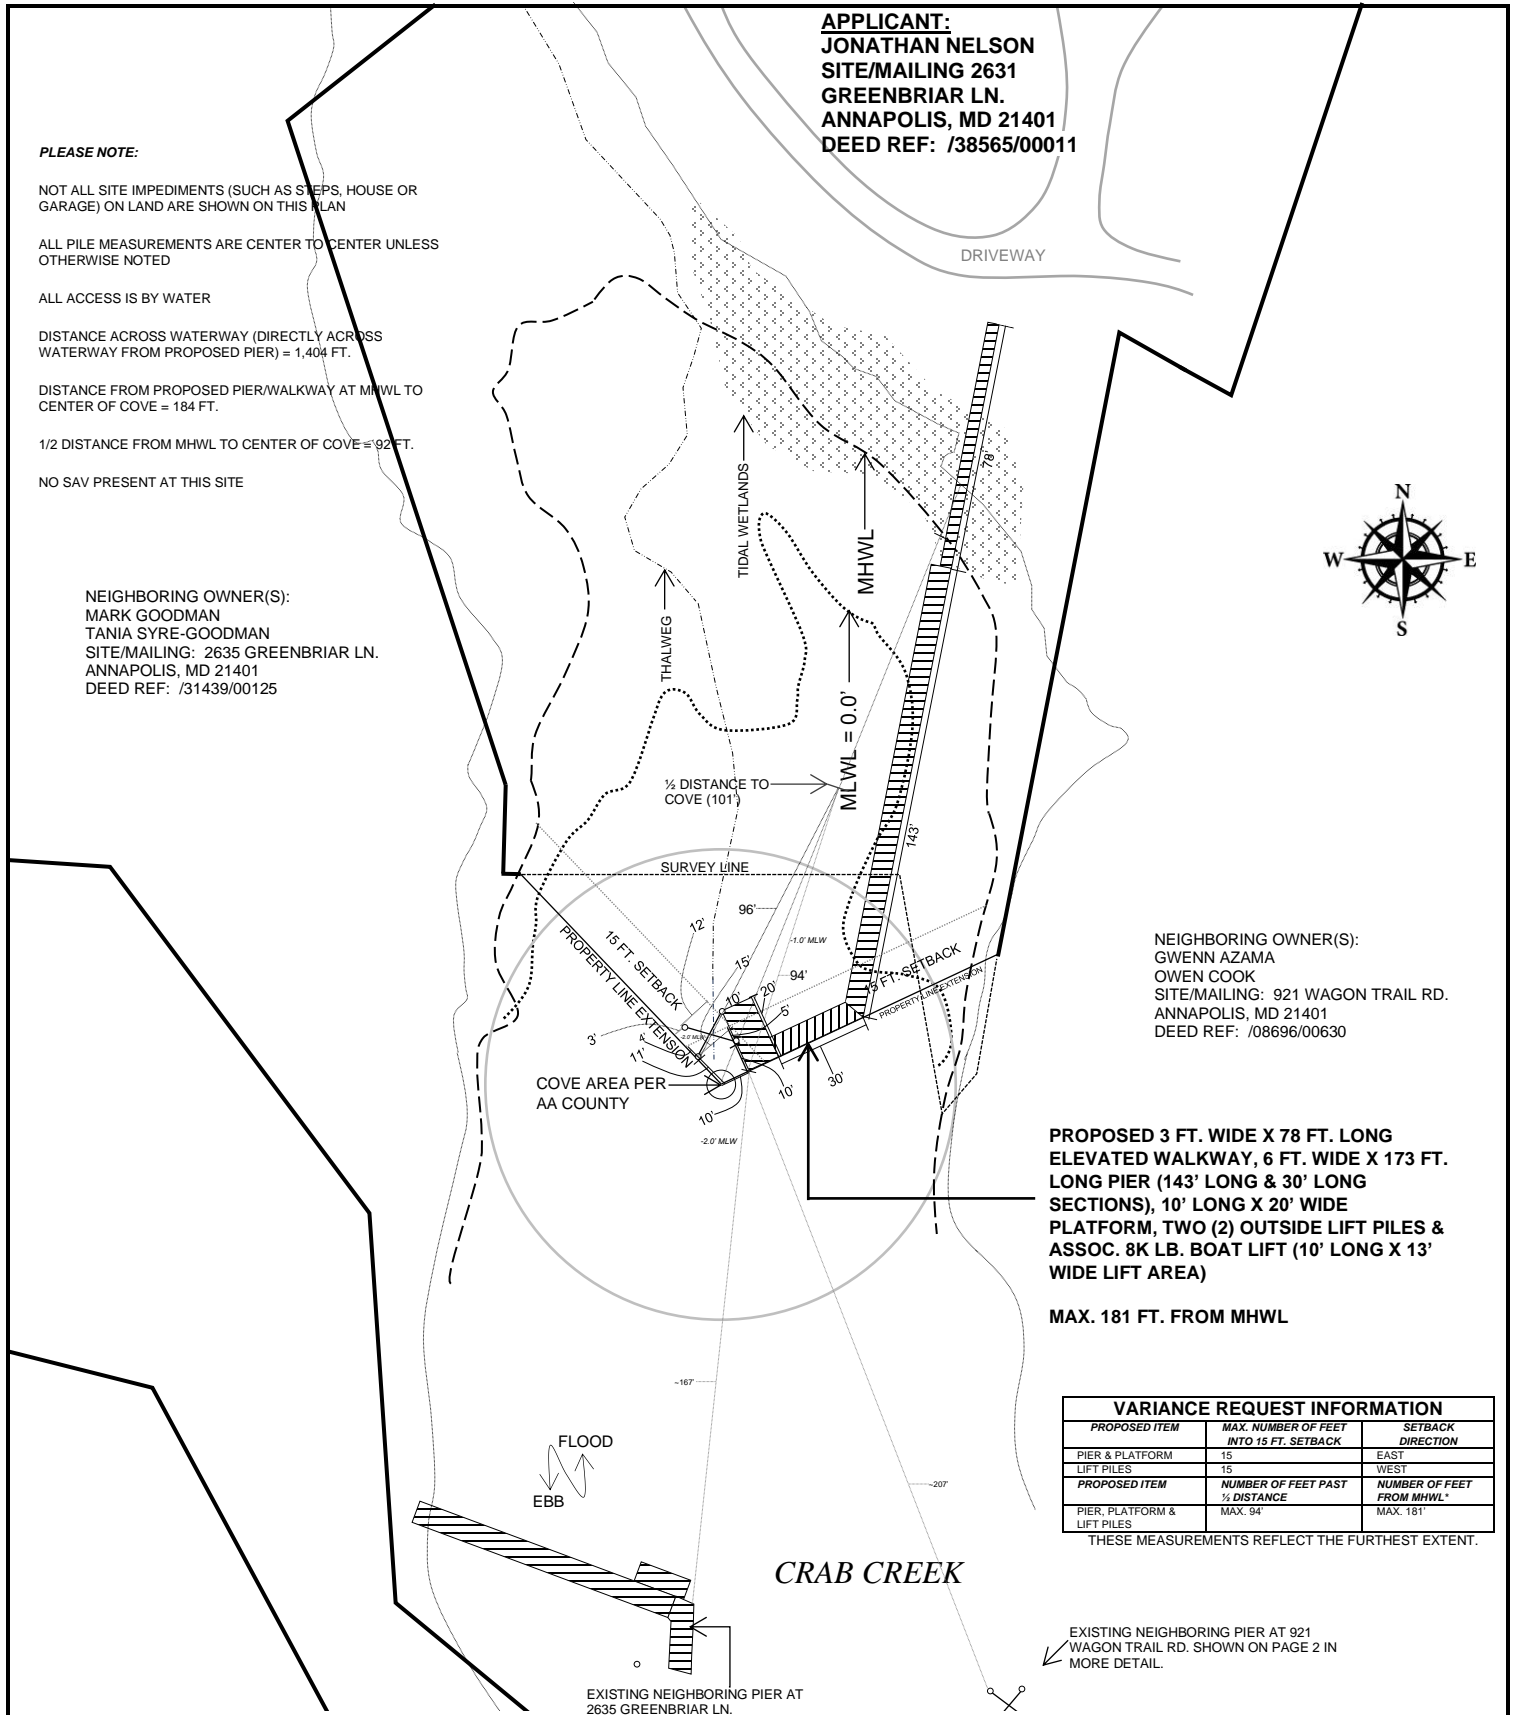 APPLICANT:
JONATHAN NELSON
SITE/MAILING 2631
GREENBRIAR LN.
ANNAPOLIS, MD 21401
DEED REF: /38565/00011
PLEASE NOTE:
NOT ALL SITE IMPEDIMENTS (SUCH AS STEPS, HOUSE OR
GARAGE) ON LAND ARE SHOWN ON THIS PLAN
ALL PILE MEASUREMENTS ARE CENTER TO CENTER UNLESS
OTHERWISE NOTED
ALL ACCESS IS BY WATER
DISTANCE ACROSS WATERWAY (DIRECTLY ACROSS
WATERWAY FROM PROPOSED PIER) = 1,404 FT.
DISTANCE FROM PROPOSED PIER/WALKWAY AT MHWL TO
CENTER OF COVE = 184 FT.
1/2 DISTANCE FROM MHWL TO CENTER OF COVE = 92 FT.
NO SAV PRESENT AT THIS SITE
DRIVEWAY
78'
TIDAL WETLANDS
MHWL
THALWEG
MLWL = 0.0'
N
W
E
S
NEIGHBORING OWNER(S):
MARK GOODMAN
TANIA SYRE-GOODMAN
SITE/MAILING: 2635 GREENBRIAR LN.
ANNAPOLIS, MD 21401
DEED REF: /31439/00125
½ DISTANCE TO
COVE (101')
143'
SURVEY LINE
96'
12'
-1.0' MLW
15 FT. SETBACK
PROPERTY LINE EXTENSION
15'
94'
15 FT. SETBACK
PROPERTY LINE EXTENSION
10'
20'
5'
3'
4'
11'
-2.0' MLW
COVE AREA PER
AA COUNTY
10'
10'
30'
-2.0' MLW
NEIGHBORING OWNER(S):
GWENN AZAMA
OWEN COOK
SITE/MAILING: 921 WAGON TRAIL RD.
ANNAPOLIS, MD 21401
DEED REF: /08696/00630
PROPOSED 3 FT. WIDE X 78 FT. LONG
ELEVATED WALKWAY, 6 FT. WIDE X 173 FT.
LONG PIER (143' LONG & 30' LONG
SECTIONS), 10' LONG X 20' WIDE
PLATFORM, TWO (2) OUTSIDE LIFT PILES &
ASSOC. 8K LB. BOAT LIFT (10' LONG X 13'
WIDE LIFT AREA)
MAX. 181 FT. FROM MHWL
~167'
~207'
VARIANCE REQUEST INFORMATION
PROPOSED ITEM MAX. NUMBER OF FEET INTO 15 FT. SETBACK SETBACK DIRECTION
PIER & PLATFORM 15 EAST
LIFT PILES 15 WEST
PROPOSED ITEM NUMBER OF FEET PAST ½ DISTANCE NUMBER OF FEET FROM MHWL*
PIER, PLATFORM & LIFT PILES MAX. 94' MAX. 181'
THESE MEASUREMENTS REFLECT THE FURTHEST EXTENT.
FLOOD
EBB
CRAB CREEK
EXISTING NEIGHBORING PIER AT 921
WAGON TRAIL RD. SHOWN ON PAGE 2 IN
MORE DETAIL.
EXISTING NEIGHBORING PIER AT
2635 GREENBRIAR LN.